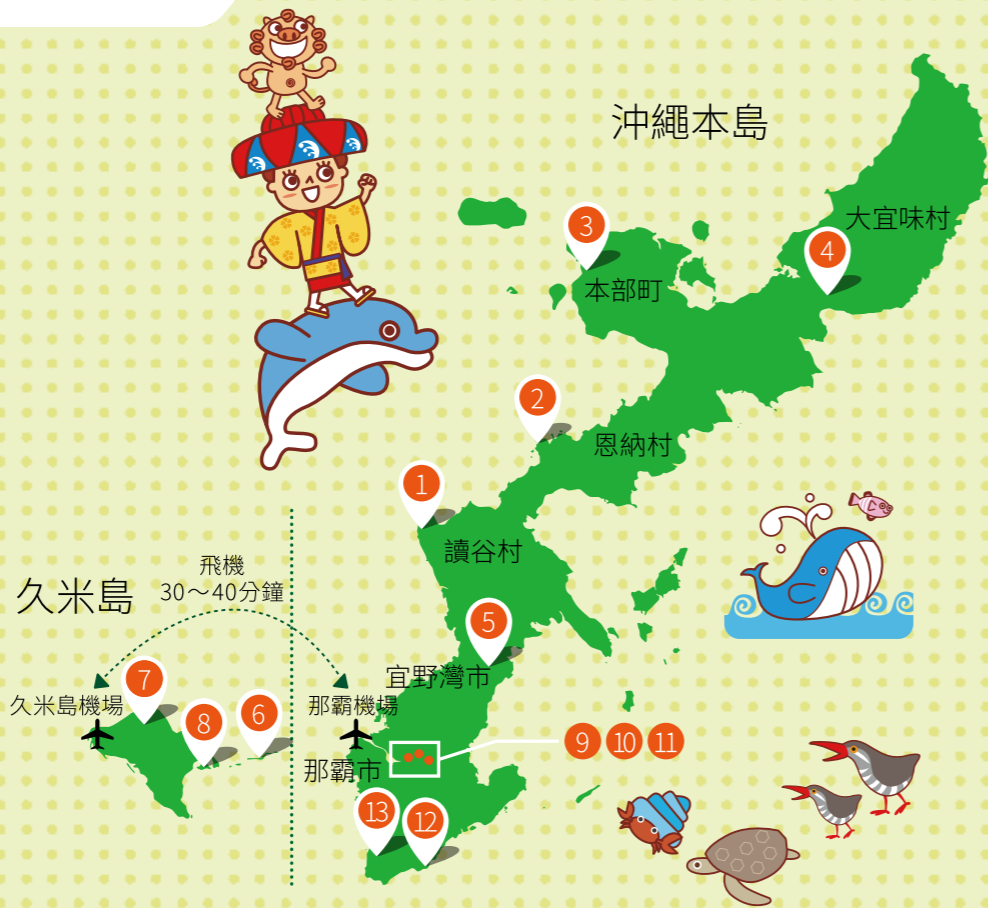 沖繩本島
大宜味村
3
4
本部町
2
恩納村
1
讀谷村
飛機
30～40分鐘
久米島
5
宜野灣市
7
久米島機場
8
6
那霸機場
9 10 11
那霸市
13
12